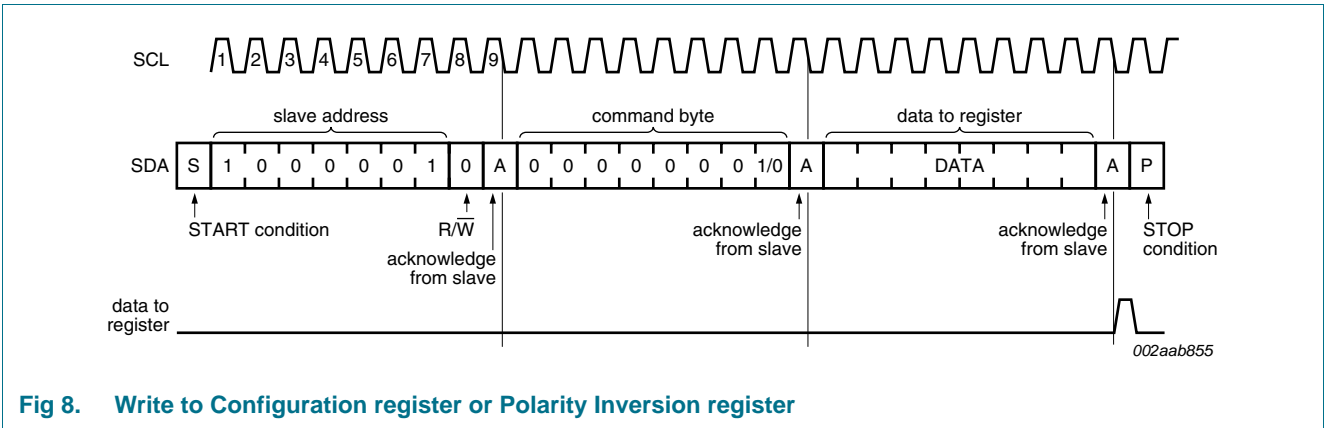 SCL 1 2 3 4 5 6 7 8 9
slave address command byte data to register
SDA S 1 0 0 0 0 0 1 0 A 0 0 0 0 0 0 0 1/0 A DATA A P
START condition R/W̅ acknowledge from slave acknowledge from slave acknowledge from slave STOP condition
data to
register
002aab855
Fig 8. Write to Configuration register or Polarity Inversion register